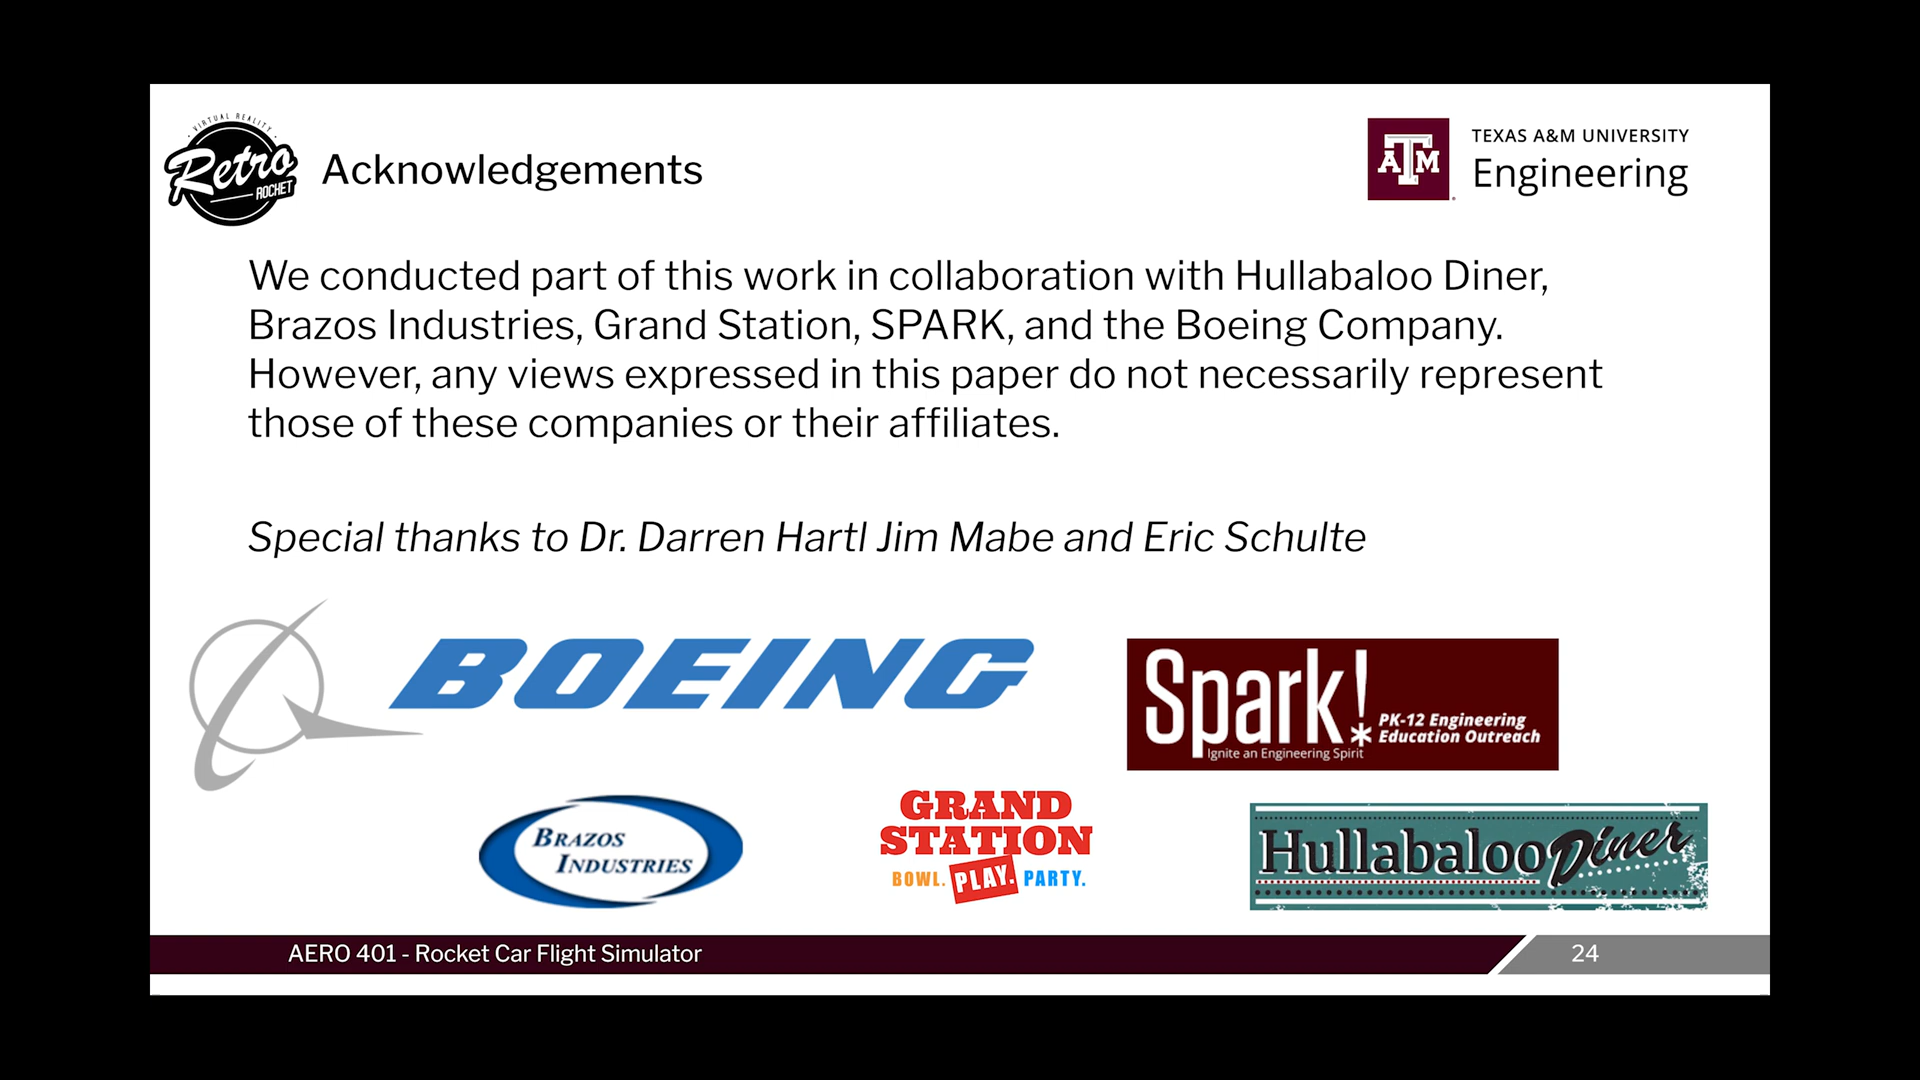 VIRTUAL REALITY
Retro
ROCKET
Acknowledgements
TEXAS A&M UNIVERSITY
Engineering
ATM
We conducted part of this work in collaboration with Hullabaloo Diner,
Brazos Industries, Grand Station, SPARK, and the Boeing Company.
However, any views expressed in this paper do not necessarily represent
those of these companies or their affiliates.
Special thanks to Dr. Darren Hartl Jim Mabe and Eric Schulte
BOEING
Spark!
PK-12 Engineering
Education Outreach
Ignite an Engineering Spirit
BRAZOS
INDUSTRIES
GRAND
STATION
BOWL. PLAY. PARTY.
Hullabaloo Diner
AERO 401 - Rocket Car Flight Simulator
24